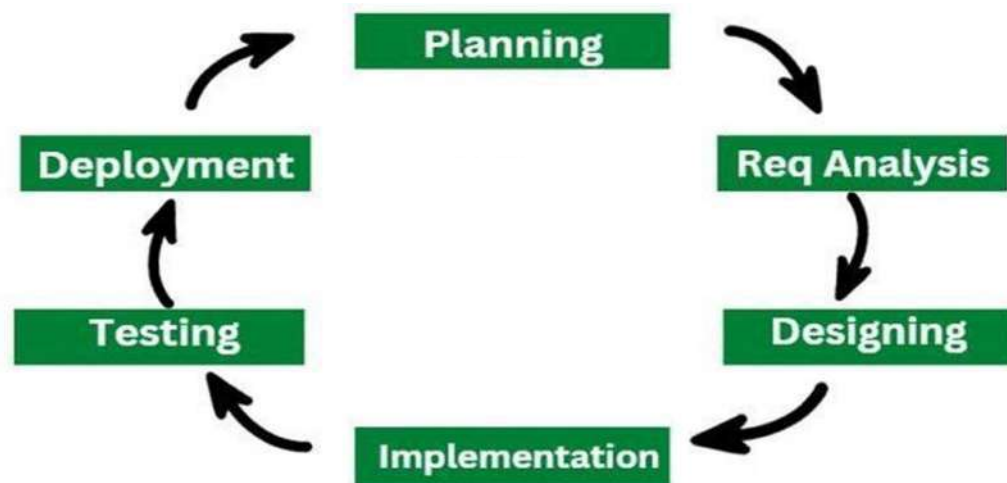 Planning
Deployment
Req Analysis
Testing
Designing
Implementation